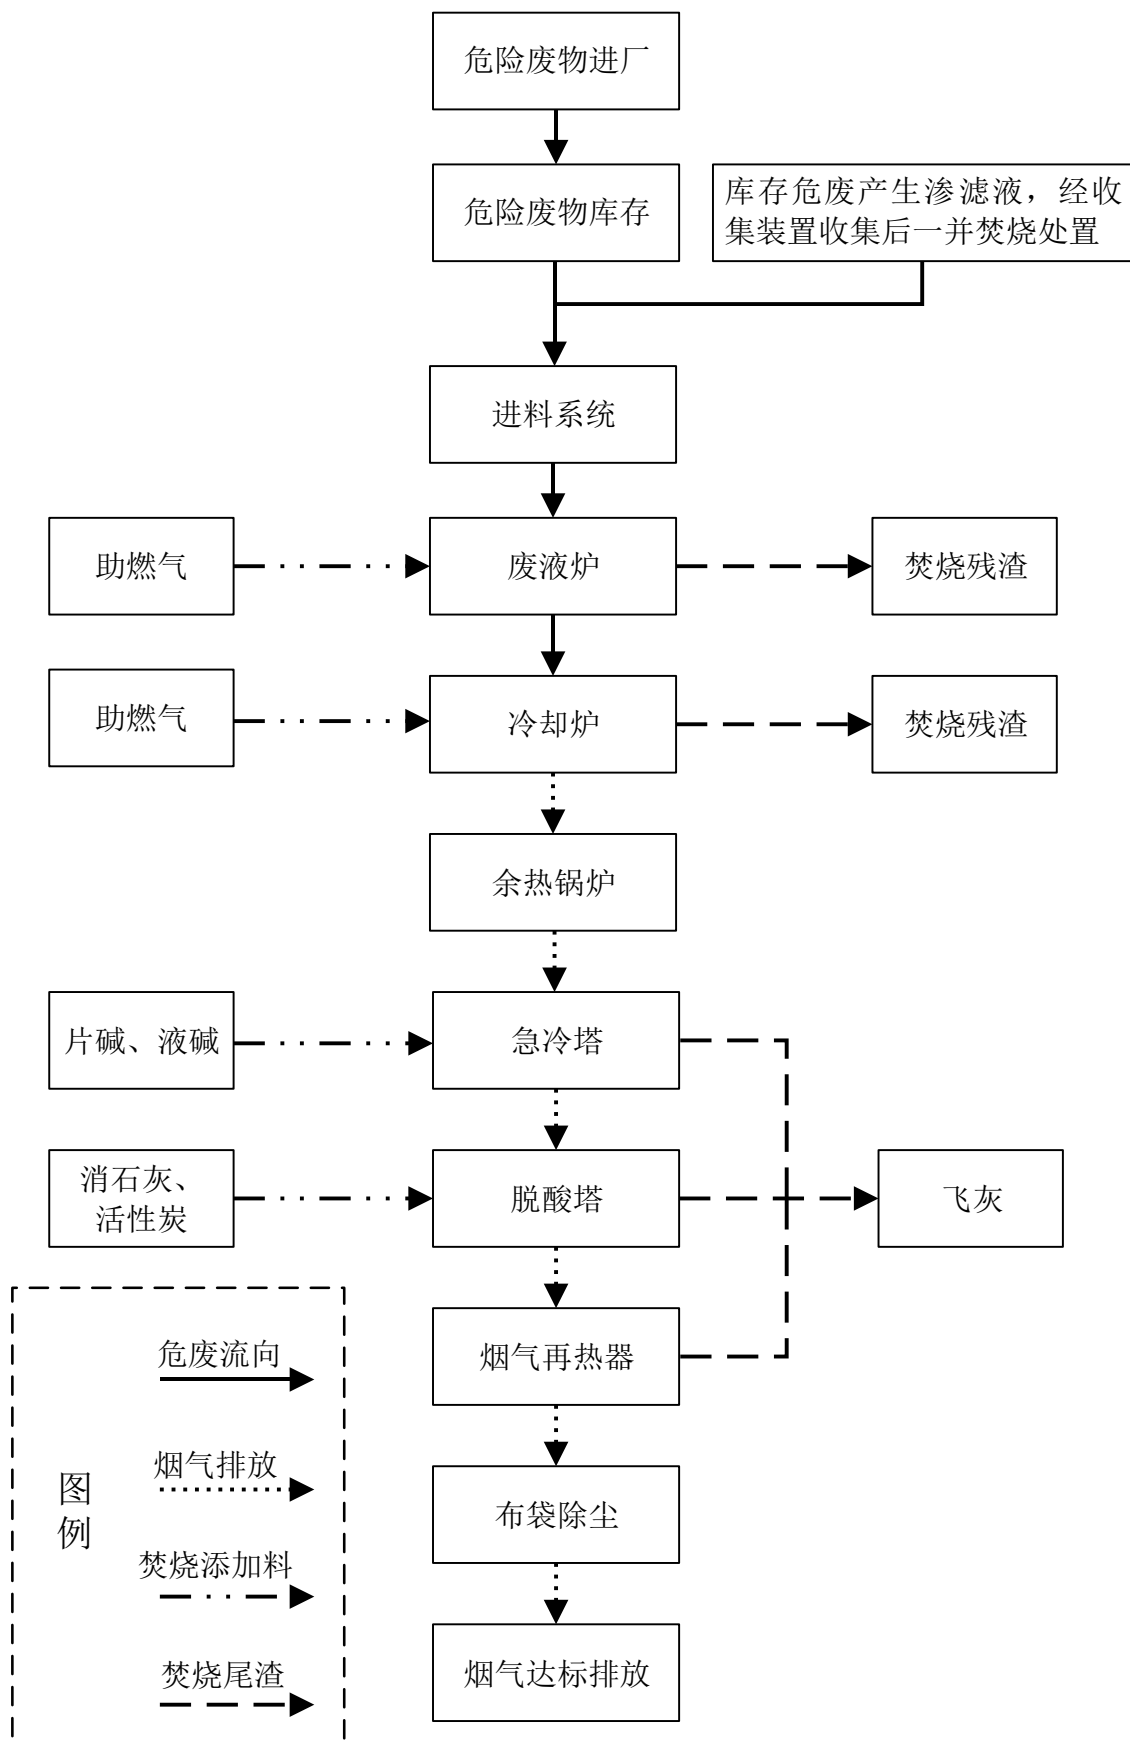 危险废物进厂
危险废物库存
库存危废产生渗滤液，经收
集装置收集后一并焚烧处置
进料系统
助燃气
废液炉
焚烧残渣
助燃气
冷却炉
焚烧残渣
余热锅炉
片碱、液碱
急冷塔
消石灰、
活性炭
脱酸塔
飞灰
烟气再热器
布袋除尘
烟气达标排放
图
例
危废流向
烟气排放
焚烧添加料
焚烧尾渣